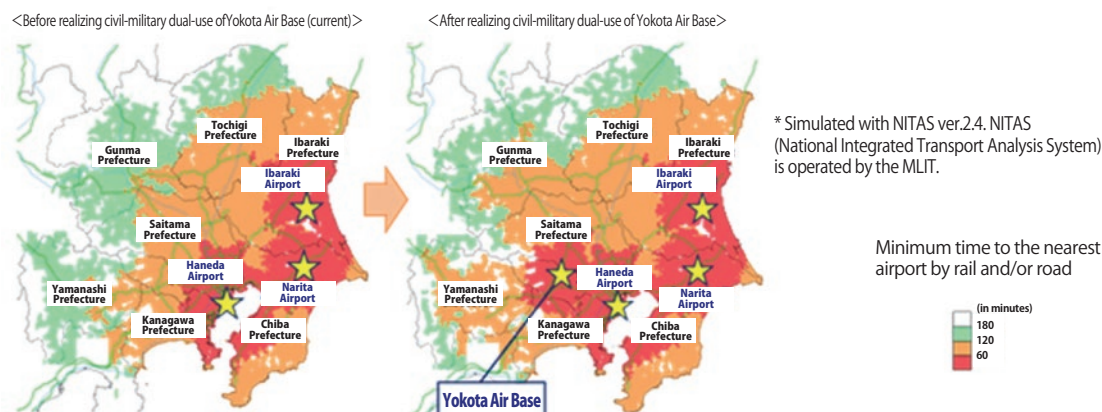 <Before realizing civil-military dual-use ofYokota Air Base (current)>
Tochigi
Prefecture
Gunma
Prefecture
Ibaraki
Prefecture
Ibaraki
Airport
Saitama
Prefecture
Haneda
Airport
Yamanashi
Prefecture
Narita
Airport
Kanagawa
Prefecture
Chiba
Prefecture
<After realizing civil-military dual-use of Yokota Air Base>
Tochigi
Prefecture
Gunma
Prefecture
Ibaraki
Prefecture
Ibaraki
Airport
Saitama
Prefecture
Haneda
Airport
Yamanashi
Prefecture
Narita
Airport
Kanagawa
Prefecture
Chiba
Prefecture
Yokota Air Base
* Simulated with NITAS ver.2.4. NITAS
(National Integrated Transport Analysis System)
is operated by the MLIT.
Minimum time to the nearest
airport by rail and/or road
(in minutes)
180
120
60